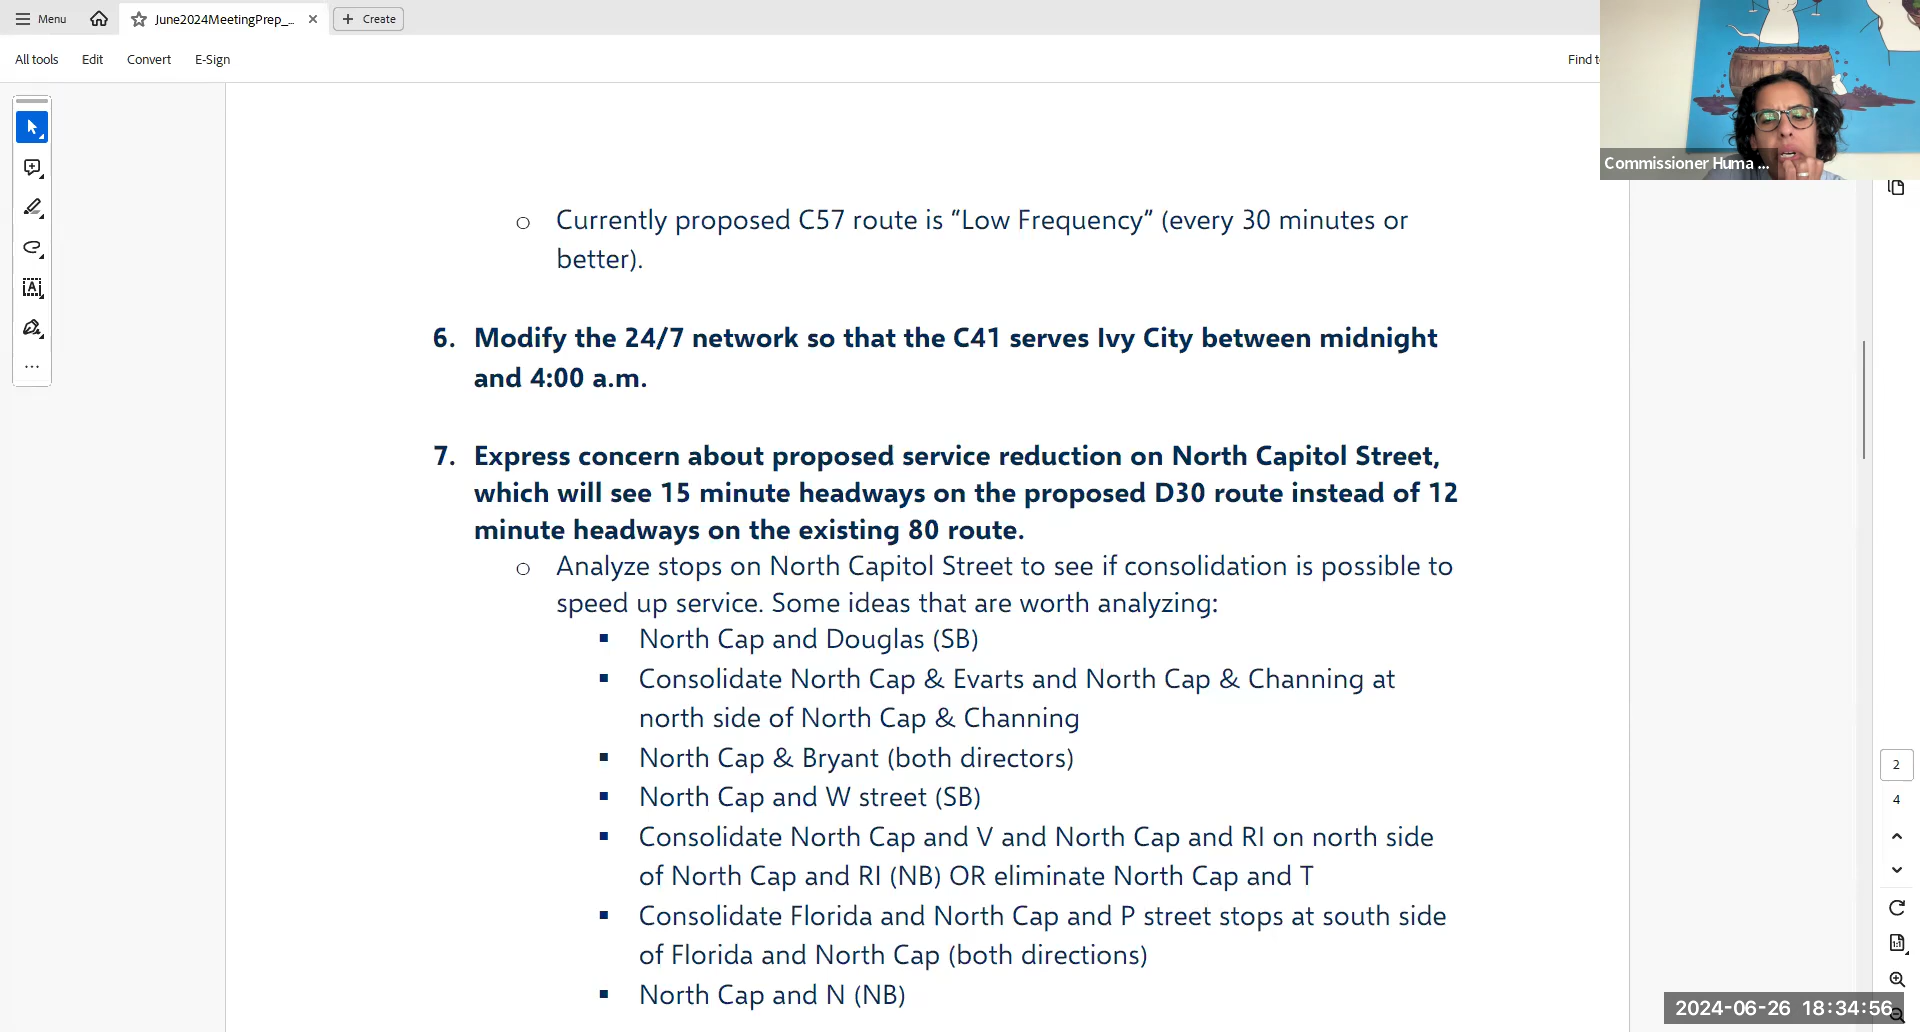 Menu
June2024MeetingPrep_...
Create
All tools
Edit
Convert
E-Sign
Find t
Commissioner Huma ...
o Currently proposed C57 route is “Low Frequency” (every 30 minutes or
better).
6. Modify the 24/7 network so that the C41 serves Ivy City between midnight
and 4:00 a.m.
7. Express concern about proposed service reduction on North Capitol Street,
which will see 15 minute headways on the proposed D30 route instead of 12
minute headways on the existing 80 route.
o Analyze stops on North Capitol Street to see if consolidation is possible to
speed up service. Some ideas that are worth analyzing:
▪ North Cap and Douglas (SB)
▪ Consolidate North Cap & Evarts and North Cap & Channing at
north side of North Cap & Channing
▪ North Cap & Bryant (both directors)
▪ North Cap and W street (SB)
▪ Consolidate North Cap and V and North Cap and RI on north side
of North Cap and RI (NB) OR eliminate North Cap and T
▪ Consolidate Florida and North Cap and P street stops at south side
of Florida and North Cap (both directions)
▪ North Cap and N (NB)
2
4
2024-06-26 18:34:56